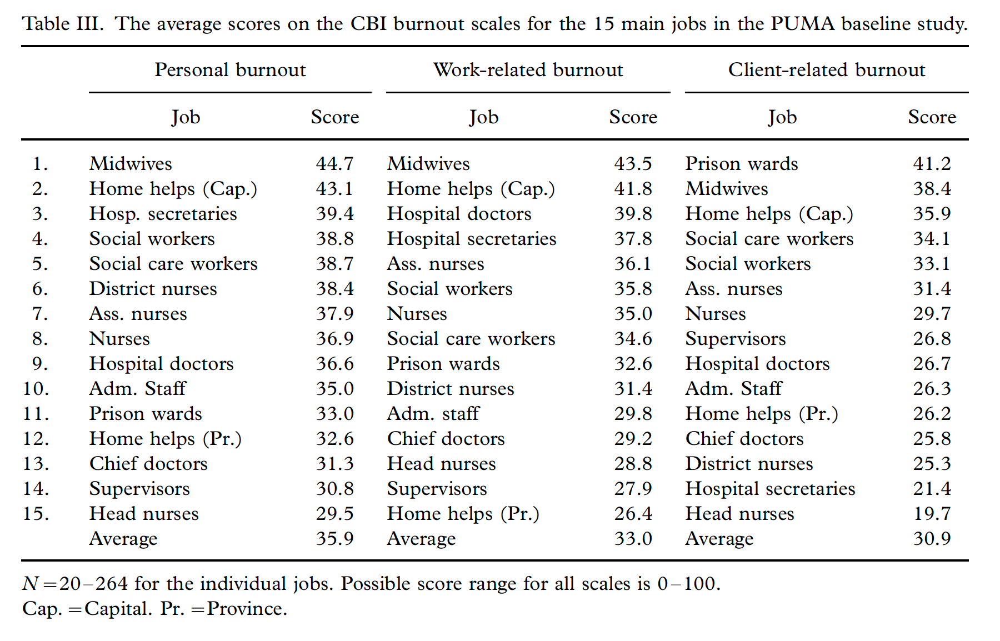 Table III. The average scores on the CBI burnout scales for the 15 main jobs in the PUMA baseline study.
Personal burnout Work-related burnout Client-related burnout
Job Score Job Score Job Score
1. Midwives 44.7 Midwives 43.5 Prison wards 41.2
2. Home helps (Cap.) 43.1 Home helps (Cap.) 41.8 Midwives 38.4
3. Hosp. secretaries 39.4 Hospital doctors 39.8 Home helps (Cap.) 35.9
4. Social workers 38.8 Hospital secretaries 37.8 Social care workers 34.1
5. Social care workers 38.7 Ass. nurses 36.1 Social workers 33.1
6. District nurses 38.4 Social workers 35.8 Ass. nurses 31.4
7. Ass. nurses 37.9 Nurses 35.0 Nurses 29.7
8. Nurses 36.9 Social care workers 34.6 Supervisors 26.8
9. Hospital doctors 36.6 Prison wards 32.6 Hospital doctors 26.7
10. Adm. Staff 35.0 District nurses 31.4 Adm. Staff 26.3
11. Prison wards 33.0 Adm. staff 29.8 Home helps (Pr.) 26.2
12. Home helps (Pr.) 32.6 Chief doctors 29.2 Chief doctors 25.8
13. Chief doctors 31.3 Head nurses 28.8 District nurses 25.3
14. Supervisors 30.8 Supervisors 27.9 Hospital secretaries 21.4
15. Head nurses 29.5 Home helps (Pr.) 26.4 Head nurses 19.7
Average 35.9 Average 33.0 Average 30.9
N=20–264 for the individual jobs. Possible score range for all scales is 0–100.
Cap. =Capital. Pr. =Province.